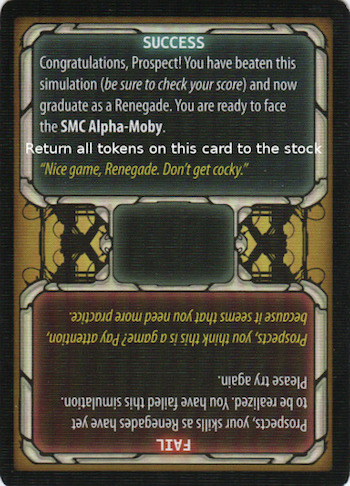 SUCCESS
Congratulations, Prospect! You have beaten this
simulation (be sure to check your score) and now
graduate as a Renegade. You are ready to face
the SMC Alpha-Moby.
Return all tokens on this card to the stock
“Nice game, Renegade. Don’t get cocky.”
FAIL
Prospects, your skills as Renegades have yet
to be realized. You have failed this simulation.
Please try again.
Prospects, you think this is a game? Pay attention,
because it seems that you need more practice.